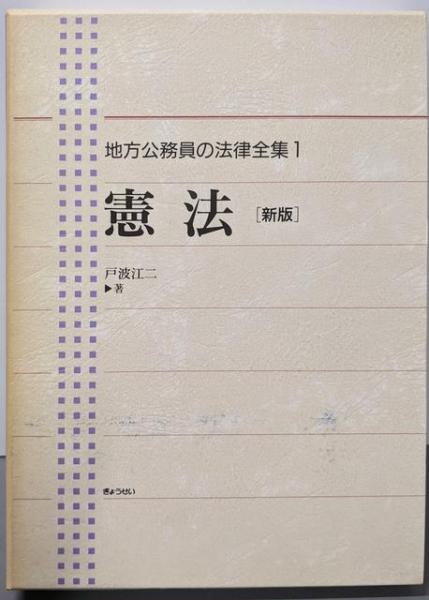 地方公務員の法律全集1
憲法［新版］
戸波江二
▶著
ぎょうせい